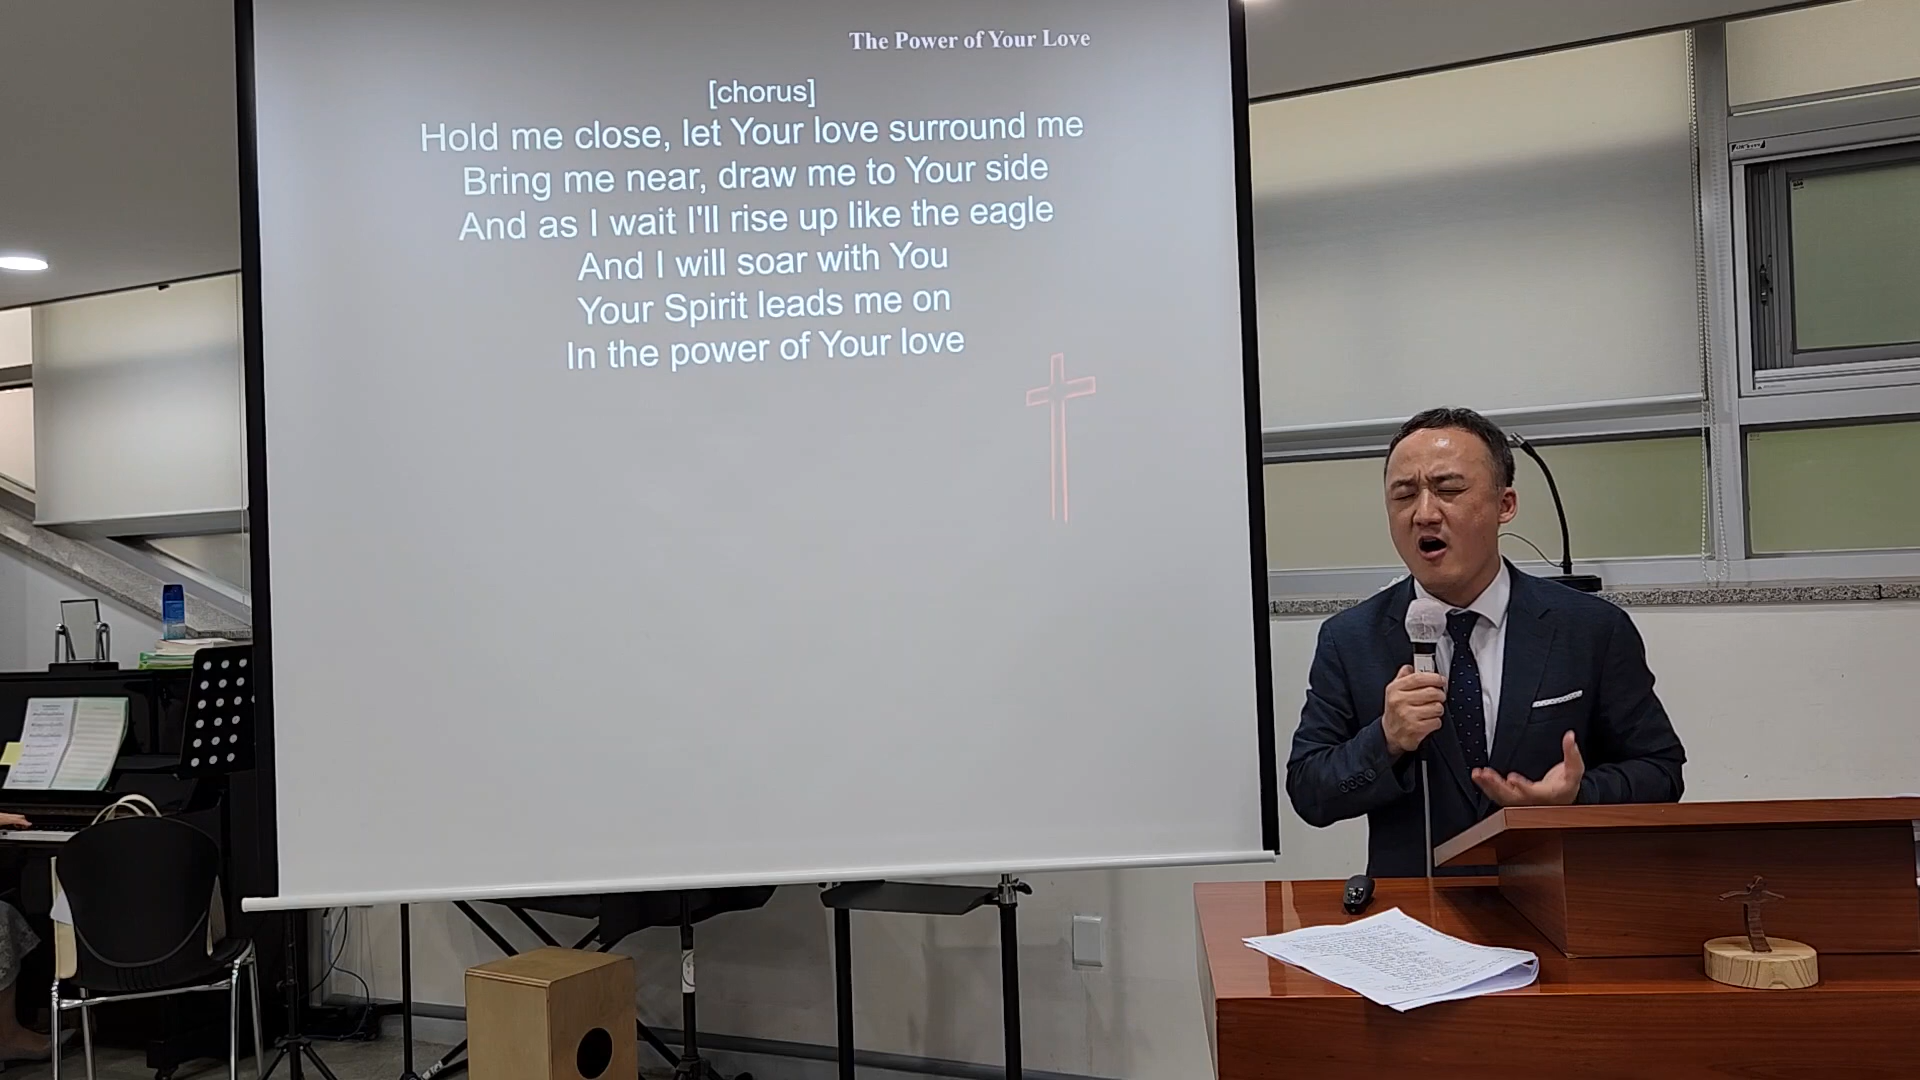 The Power of Your Love
[chorus]
Hold me close, let Your love surround me
Bring me near, draw me to Your side
And as I wait I'll rise up like the eagle
And I will soar with You
Your Spirit leads me on
In the power of Your love